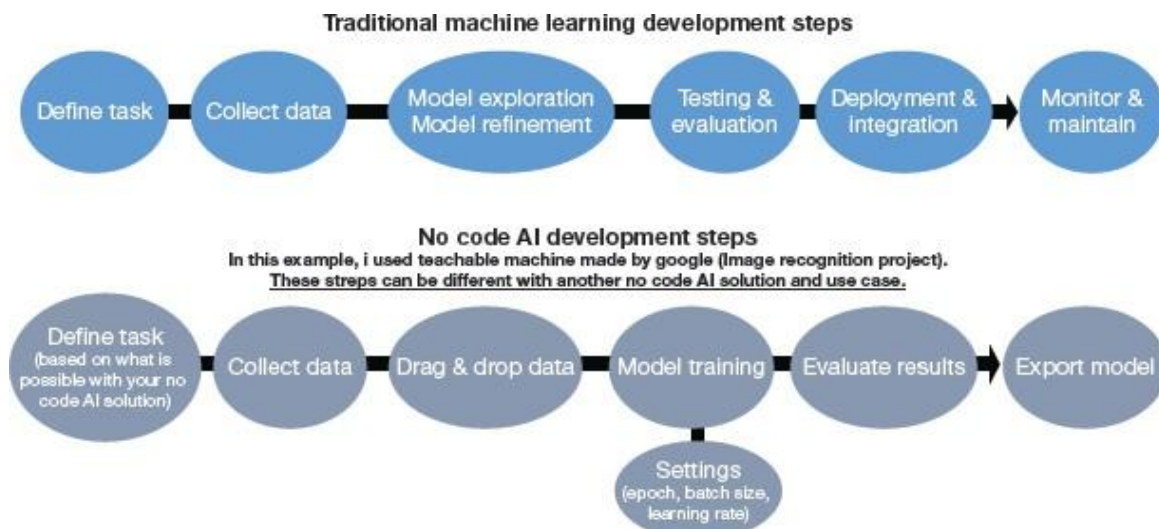 Traditional machine learning development steps
Define task
Collect data
Model exploration
Model refinement
Testing &
evaluation
Deployment &
integration
Monitor &
maintain
No code AI development steps
In this example, i used teachable machine made by google (Image recognition project).
These streps can be different with another no code AI solution and use case.
Define task
(based on what is
possible with your no
code AI solution)
Collect data
Drag & drop data
Model training
Evaluate results
Export model
Settings
(epoch, batch size,
learning rate)